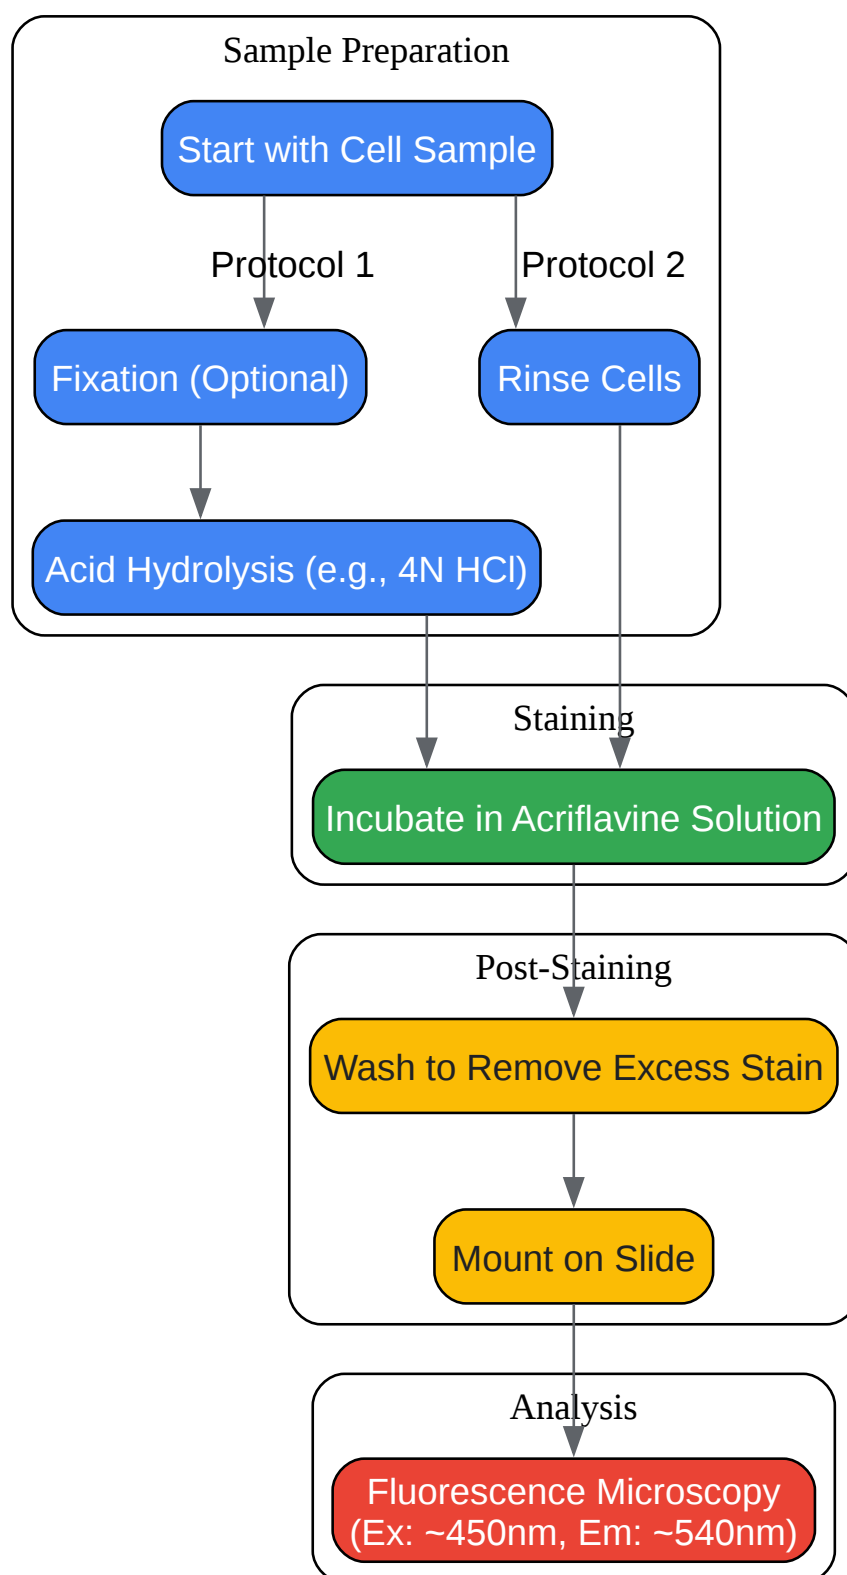 Sample Preparation
Start with Cell Sample
Protocol 1
Protocol 2
Fixation (Optional)
Rinse Cells
Acid Hydrolysis (e.g., 4N HCl)
Staining
Incubate in Acriflavine Solution
Post-Staining
Wash to Remove Excess Stain
Mount on Slide
Analysis
Fluorescence Microscopy
(Ex: ~450nm, Em: ~540nm)